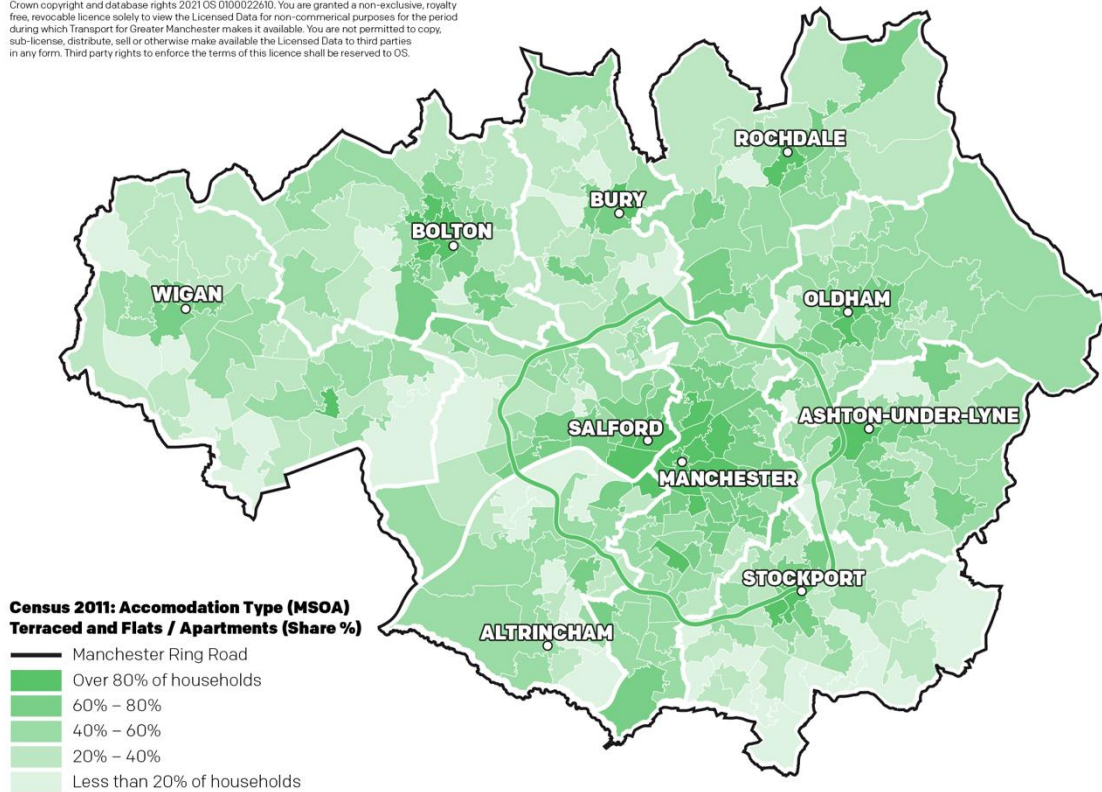 Crown copyright and database rights 2021 OS 0100022610. You are granted a non-exclusive, royalty
free, revocable licence solely to view the Licensed Data for non-commerical purposes for the period
during which Transport for Greater Manchester makes it available. You are not permitted to copy,
sub-license, distribute, sell or otherwise make available the Licensed Data to third parties
in any form. Third party rights to enforce the terms of this licence shall be reserved to OS.
ROCHDALE
BURY
BOLTON
WIGAN
OLDHAM
ASHTON-UNDER-LYNE
SALFORD
MANCHESTER
STOCKPORT
ALTRINCHAM
Census 2011: Accomodation Type (MSOA)
Terraced and Flats / Apartments (Share %)
Manchester Ring Road
Over 80% of households
60% – 80%
40% – 60%
20% – 40%
Less than 20% of households